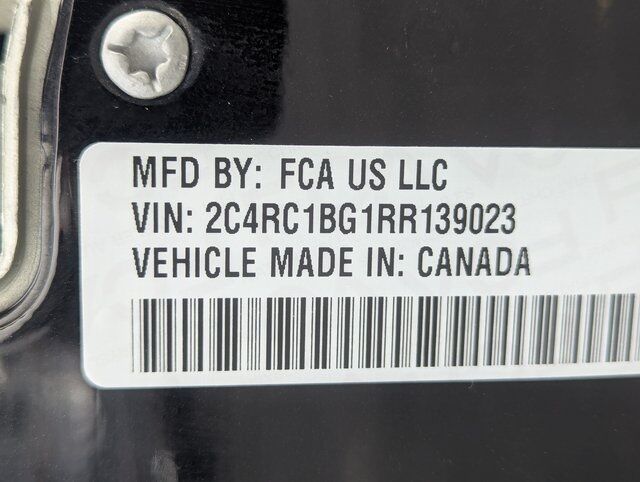 MFD BY: FCA US LLC
VIN: 2C4RC1BG1RR139023
VEHICLE MADE IN: CANADA